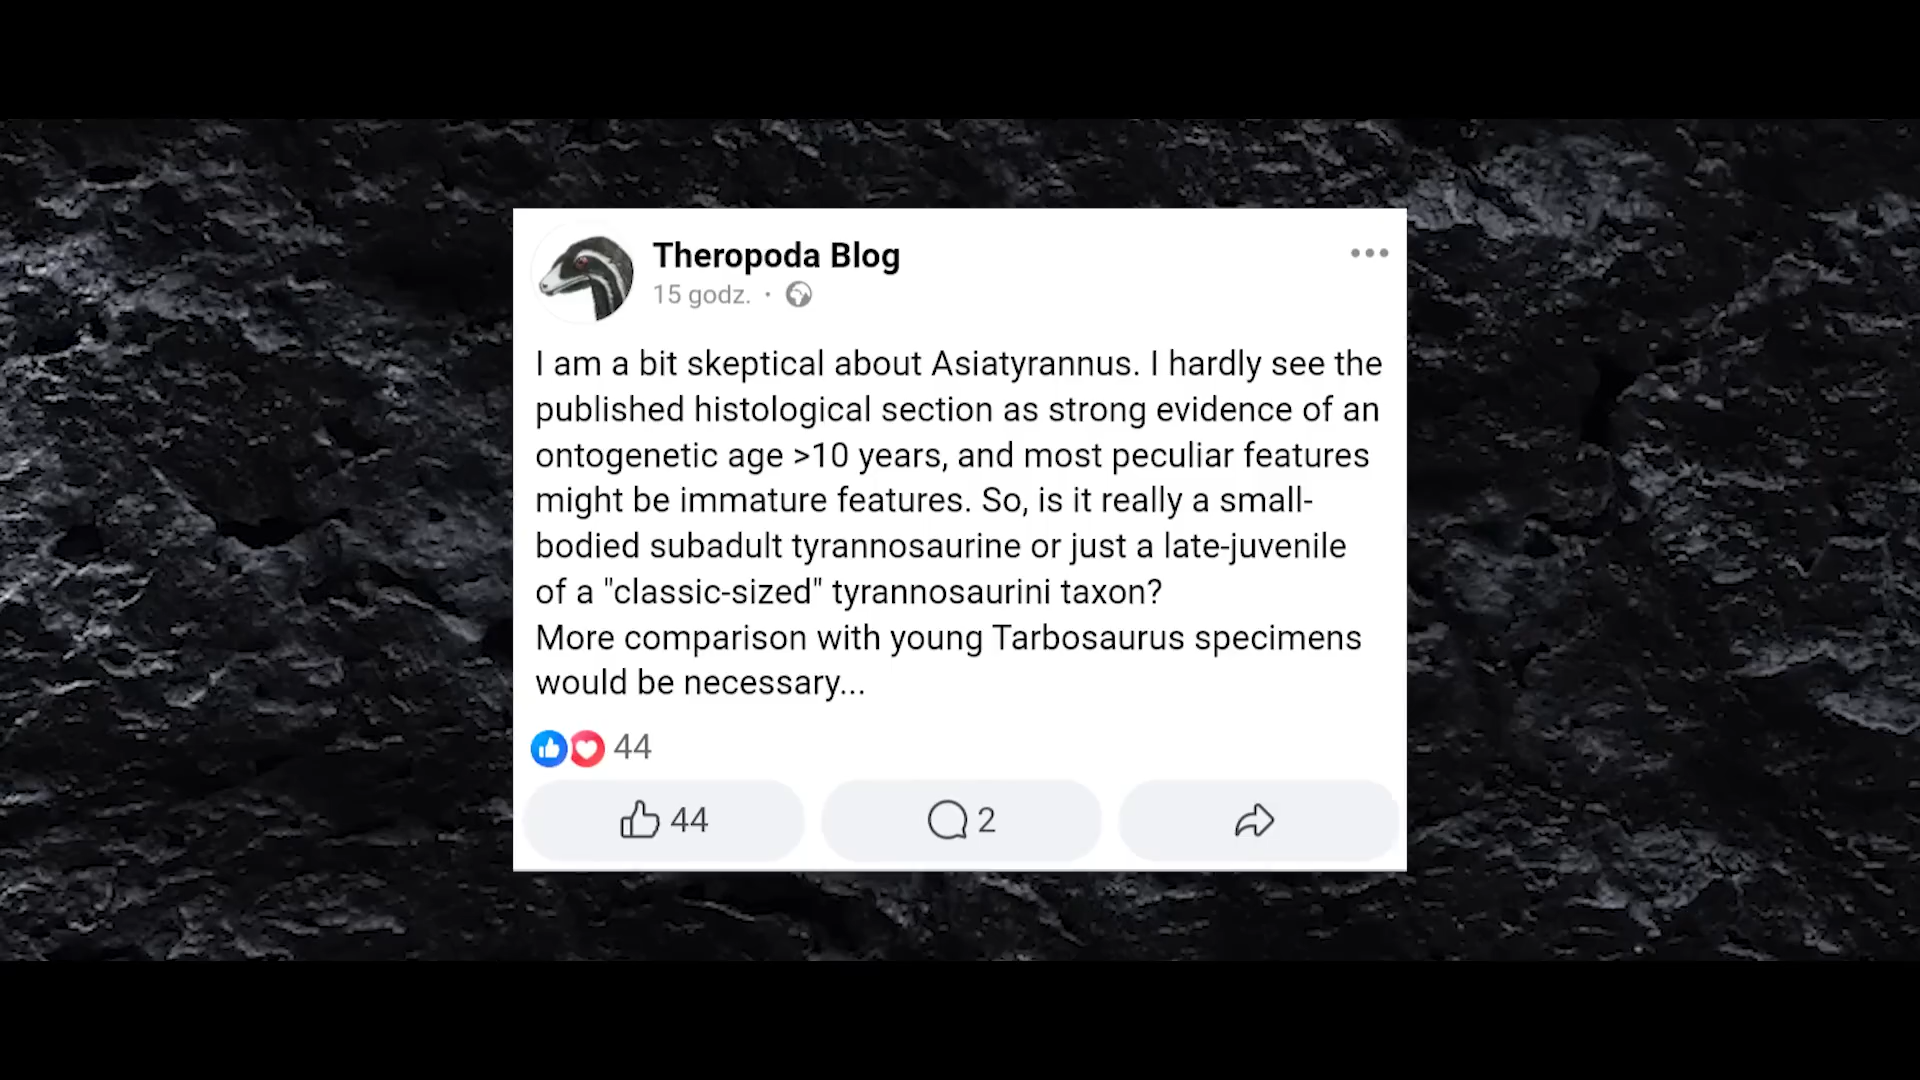 Theropoda Blog
15 godz. ·
I am a bit skeptical about Asiatyrannus. I hardly see the
published histological section as strong evidence of an
ontogenetic age >10 years, and most peculiar features
might be immature features. So, is it really a small-
bodied subadult tyrannosaurine or just a late-juvenile
of a "classic-sized" tyrannosaurini taxon?
More comparison with young Tarbosaurus specimens
would be necessary...
44
44
2